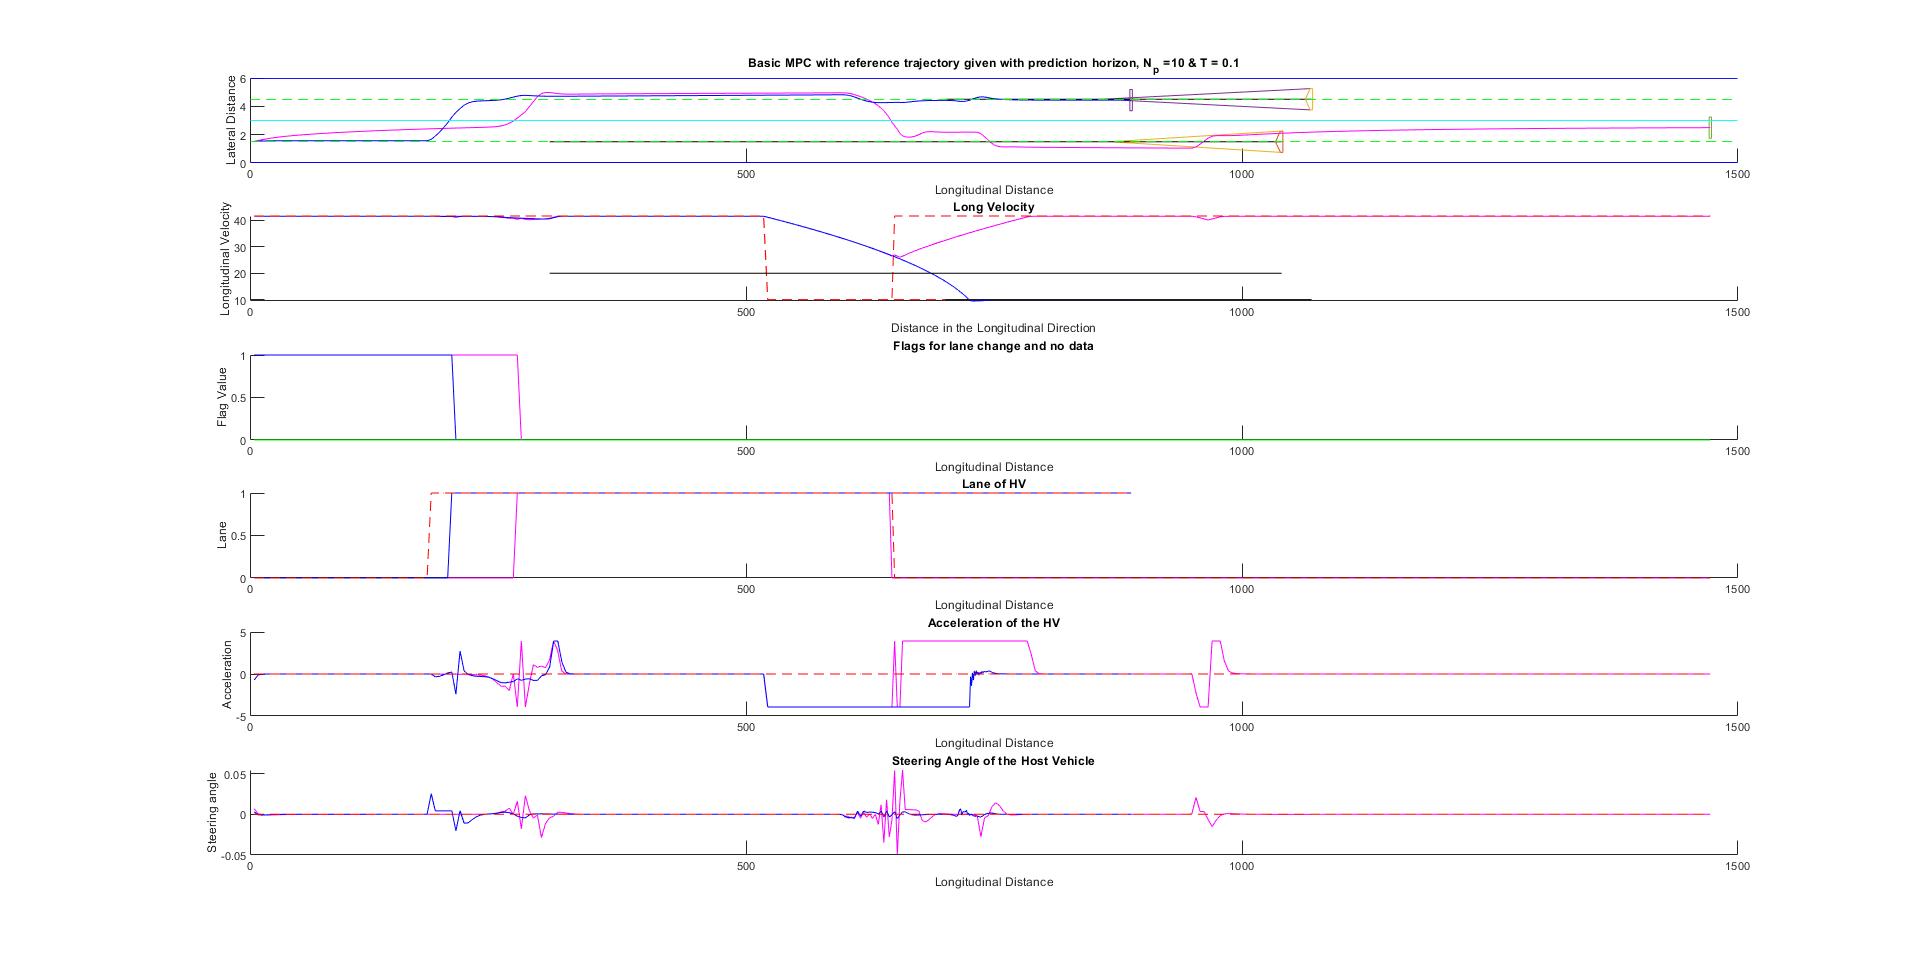 Basic MPC with reference trajectory given with prediction horizon, Np =10 & T = 0.1
Lateral Distance
6
4
2
0
0 500 1000 1500
Longitudinal Distance
Long Velocity
Longitudinal Velocity
40
30
20
10
0 500 1000 1500
Distance in the Longitudinal Direction
Flags for lane change and no data
Flag Value
1
0.5
0
0 500 1000 1500
Longitudinal Distance
Lane of HV
Lane
1
0.5
0
0 500 1000 1500
Longitudinal Distance
Acceleration of the HV
Acceleration
5
0
-5
0 500 1000 1500
Longitudinal Distance
Steering Angle of the Host Vehicle
Steering angle
0.05
0
-0.05
0 500 1000 1500
Longitudinal Distance